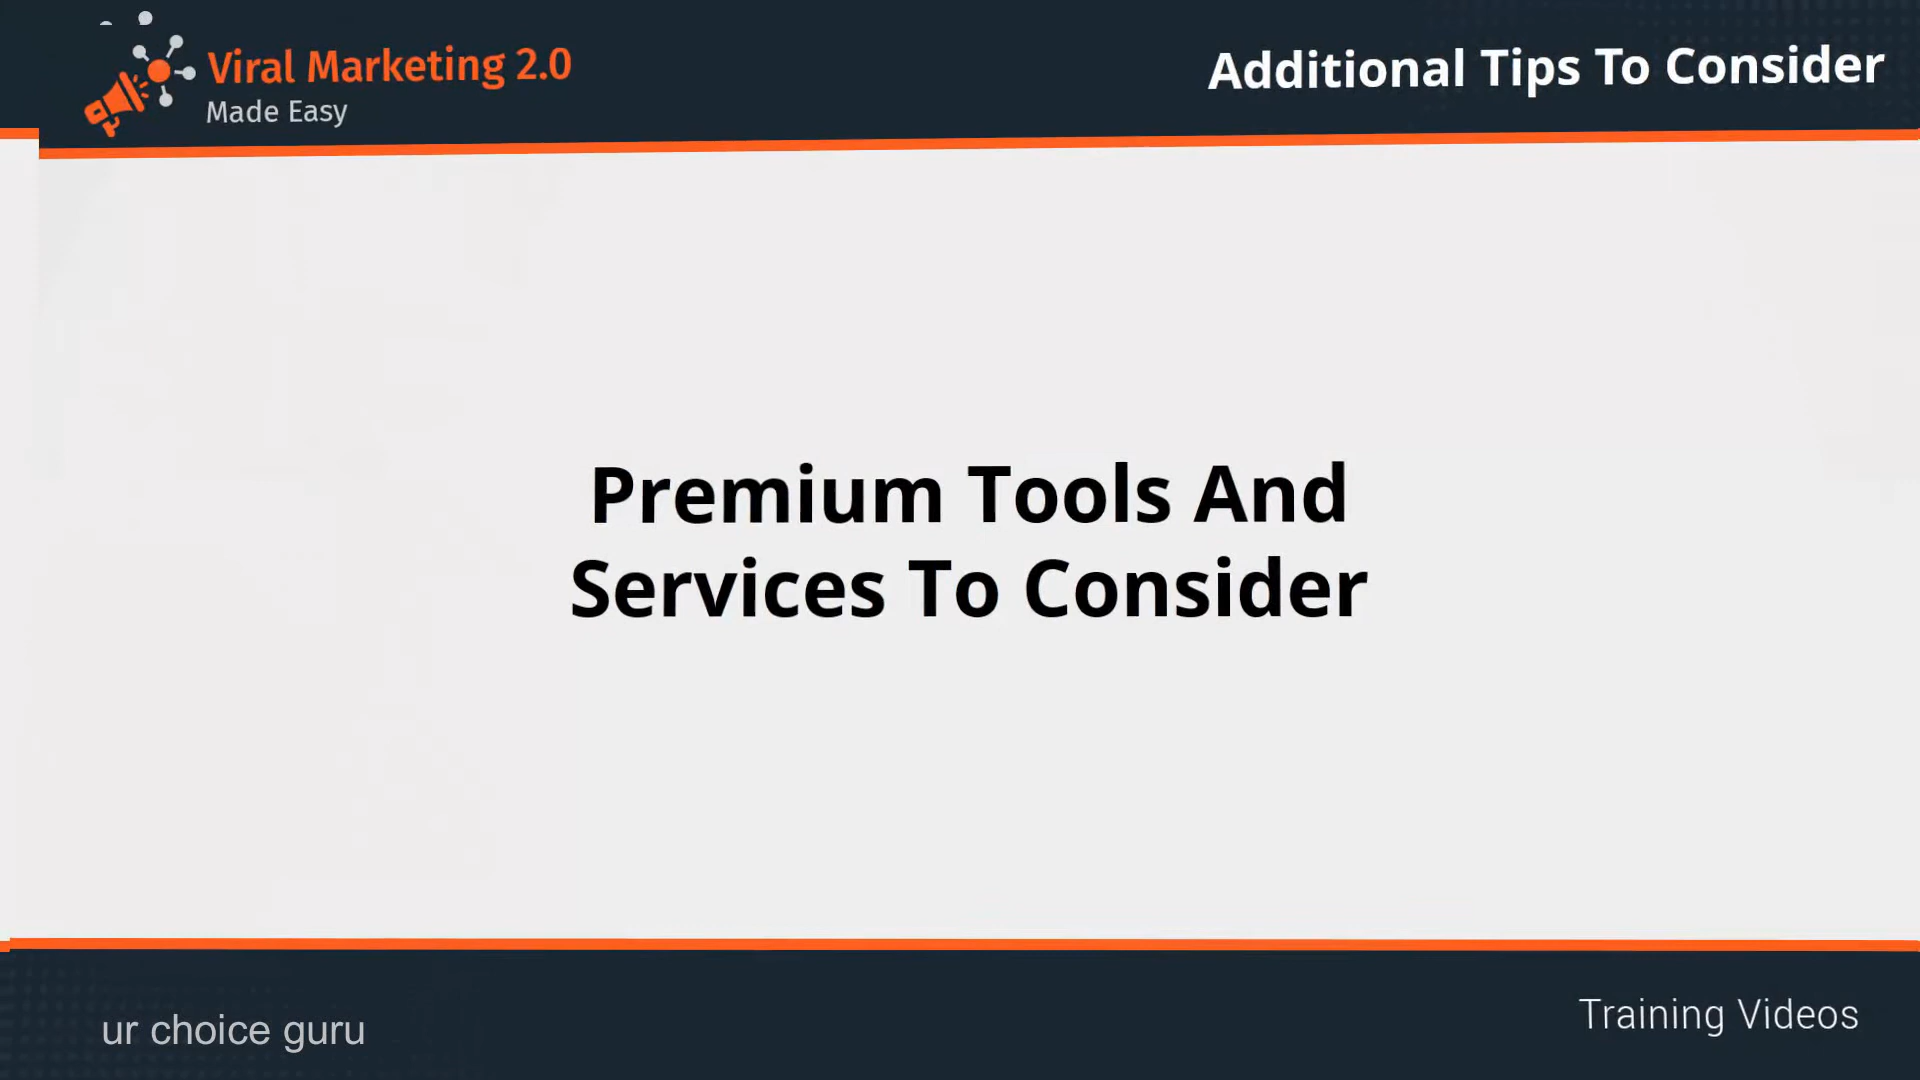 Viral Marketing 2.0
Made Easy
Additional Tips To Consider
Premium Tools And
Services To Consider
ur choice guru
Training Videos